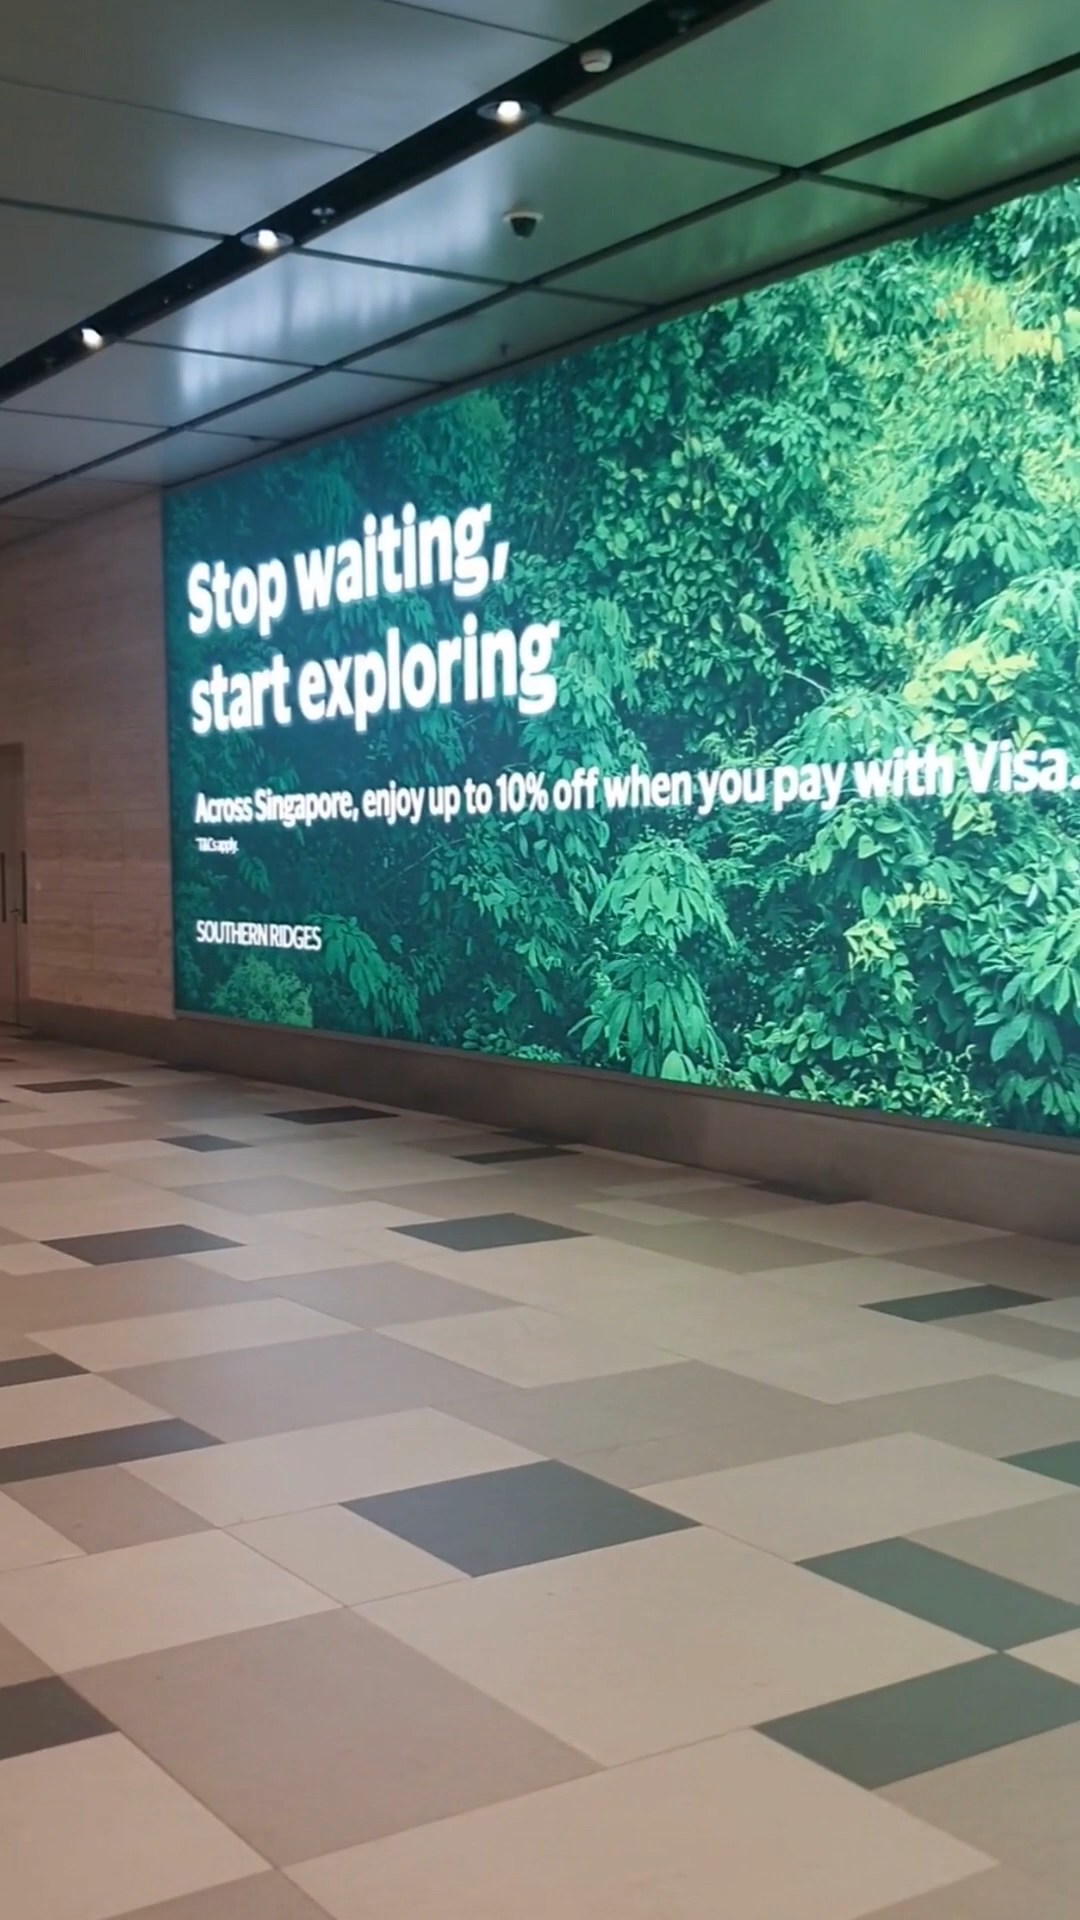 Stop waiting,
start exploring
Across Singapore, enjoy up to 10% off when you pay with Visa.
*T&Cs apply.
SOUTHERN RIDGES